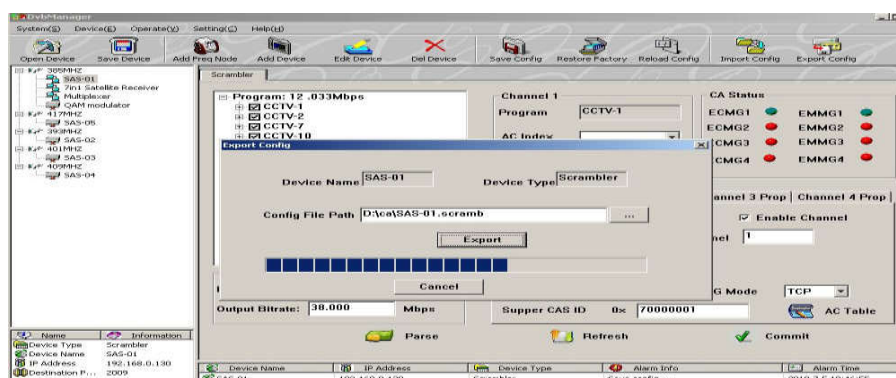 DvbManager
System(S) Device(E) Operate(V) Setting(C) Help(H)
Open Device Save Device Add Freq Node Add Device Edit Device Del Device Save Config Restore Factory Reload Config Import Config Export Config
385MHZ
SAS-01
7in1 Satellite Receiver
Multiplexer
QAM modulator
417MHZ
SAS-05
393MHZ
SAS-02
401MHZ
SAS-03
409MHZ
SAS-04
Scrambler
Program: 12 .033Mbps
CCTV-1
CCTV-2
CCTV-7
CCTV-10
Channel 1
Program CCTV-1
AC Index
CA Status
ECMG1 EMMG1
ECMG2 EMMG2
CMG3 EMMG3
CMG4 EMMG4
Export Config
Device Name SAS-01 Device Type Scrambler
Config File Path D:\ca\SAS-01.scramb ...
Export
Cancel
annel 3 Prop Channel 4 Prop
Enable Channel
nel 1
G Mode TCP
Output Bitrate: 38.000 Mbps
Supper CAS ID 0x 70000001
AC Table
Parse Refresh Commit
Name Information
Device Type Scrambler
Device Name SAS-01
IP Address 192.168.0.130
Destination P... 2009
Device Name IP Address Device Type Alarm Info Alarm Time